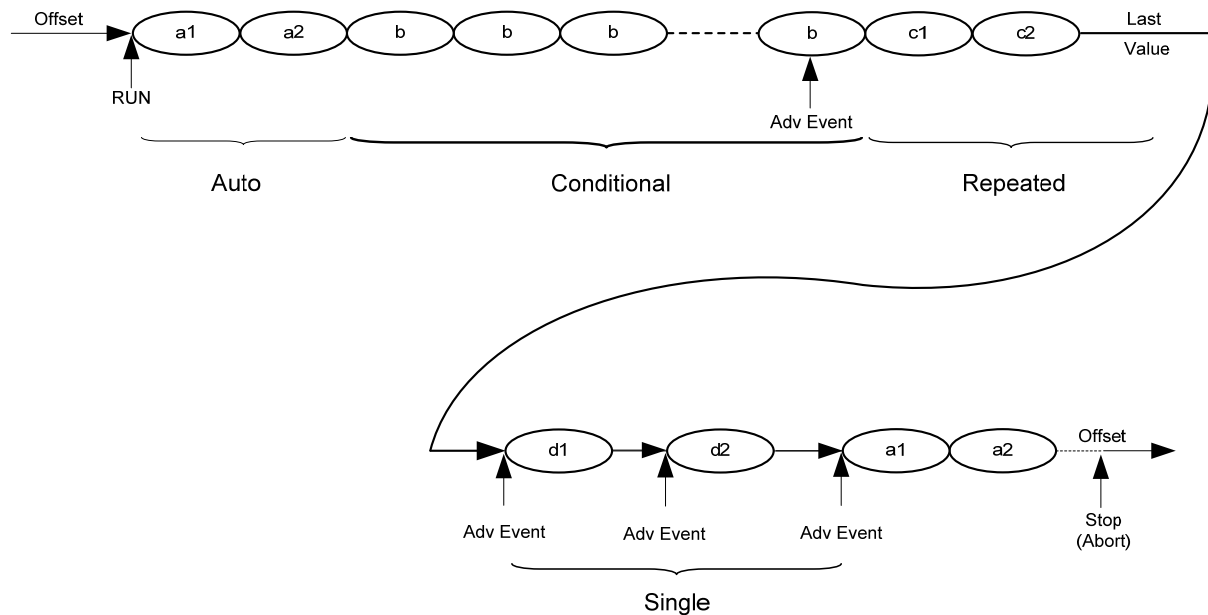 Offset
a1
a2
b
b
b
b
c1
c2
Last
Value
RUN
Adv Event
Auto
Conditional
Repeated
d1
d2
a1
a2
Offset
Adv Event
Adv Event
Adv Event
Stop
(Abort)
Single